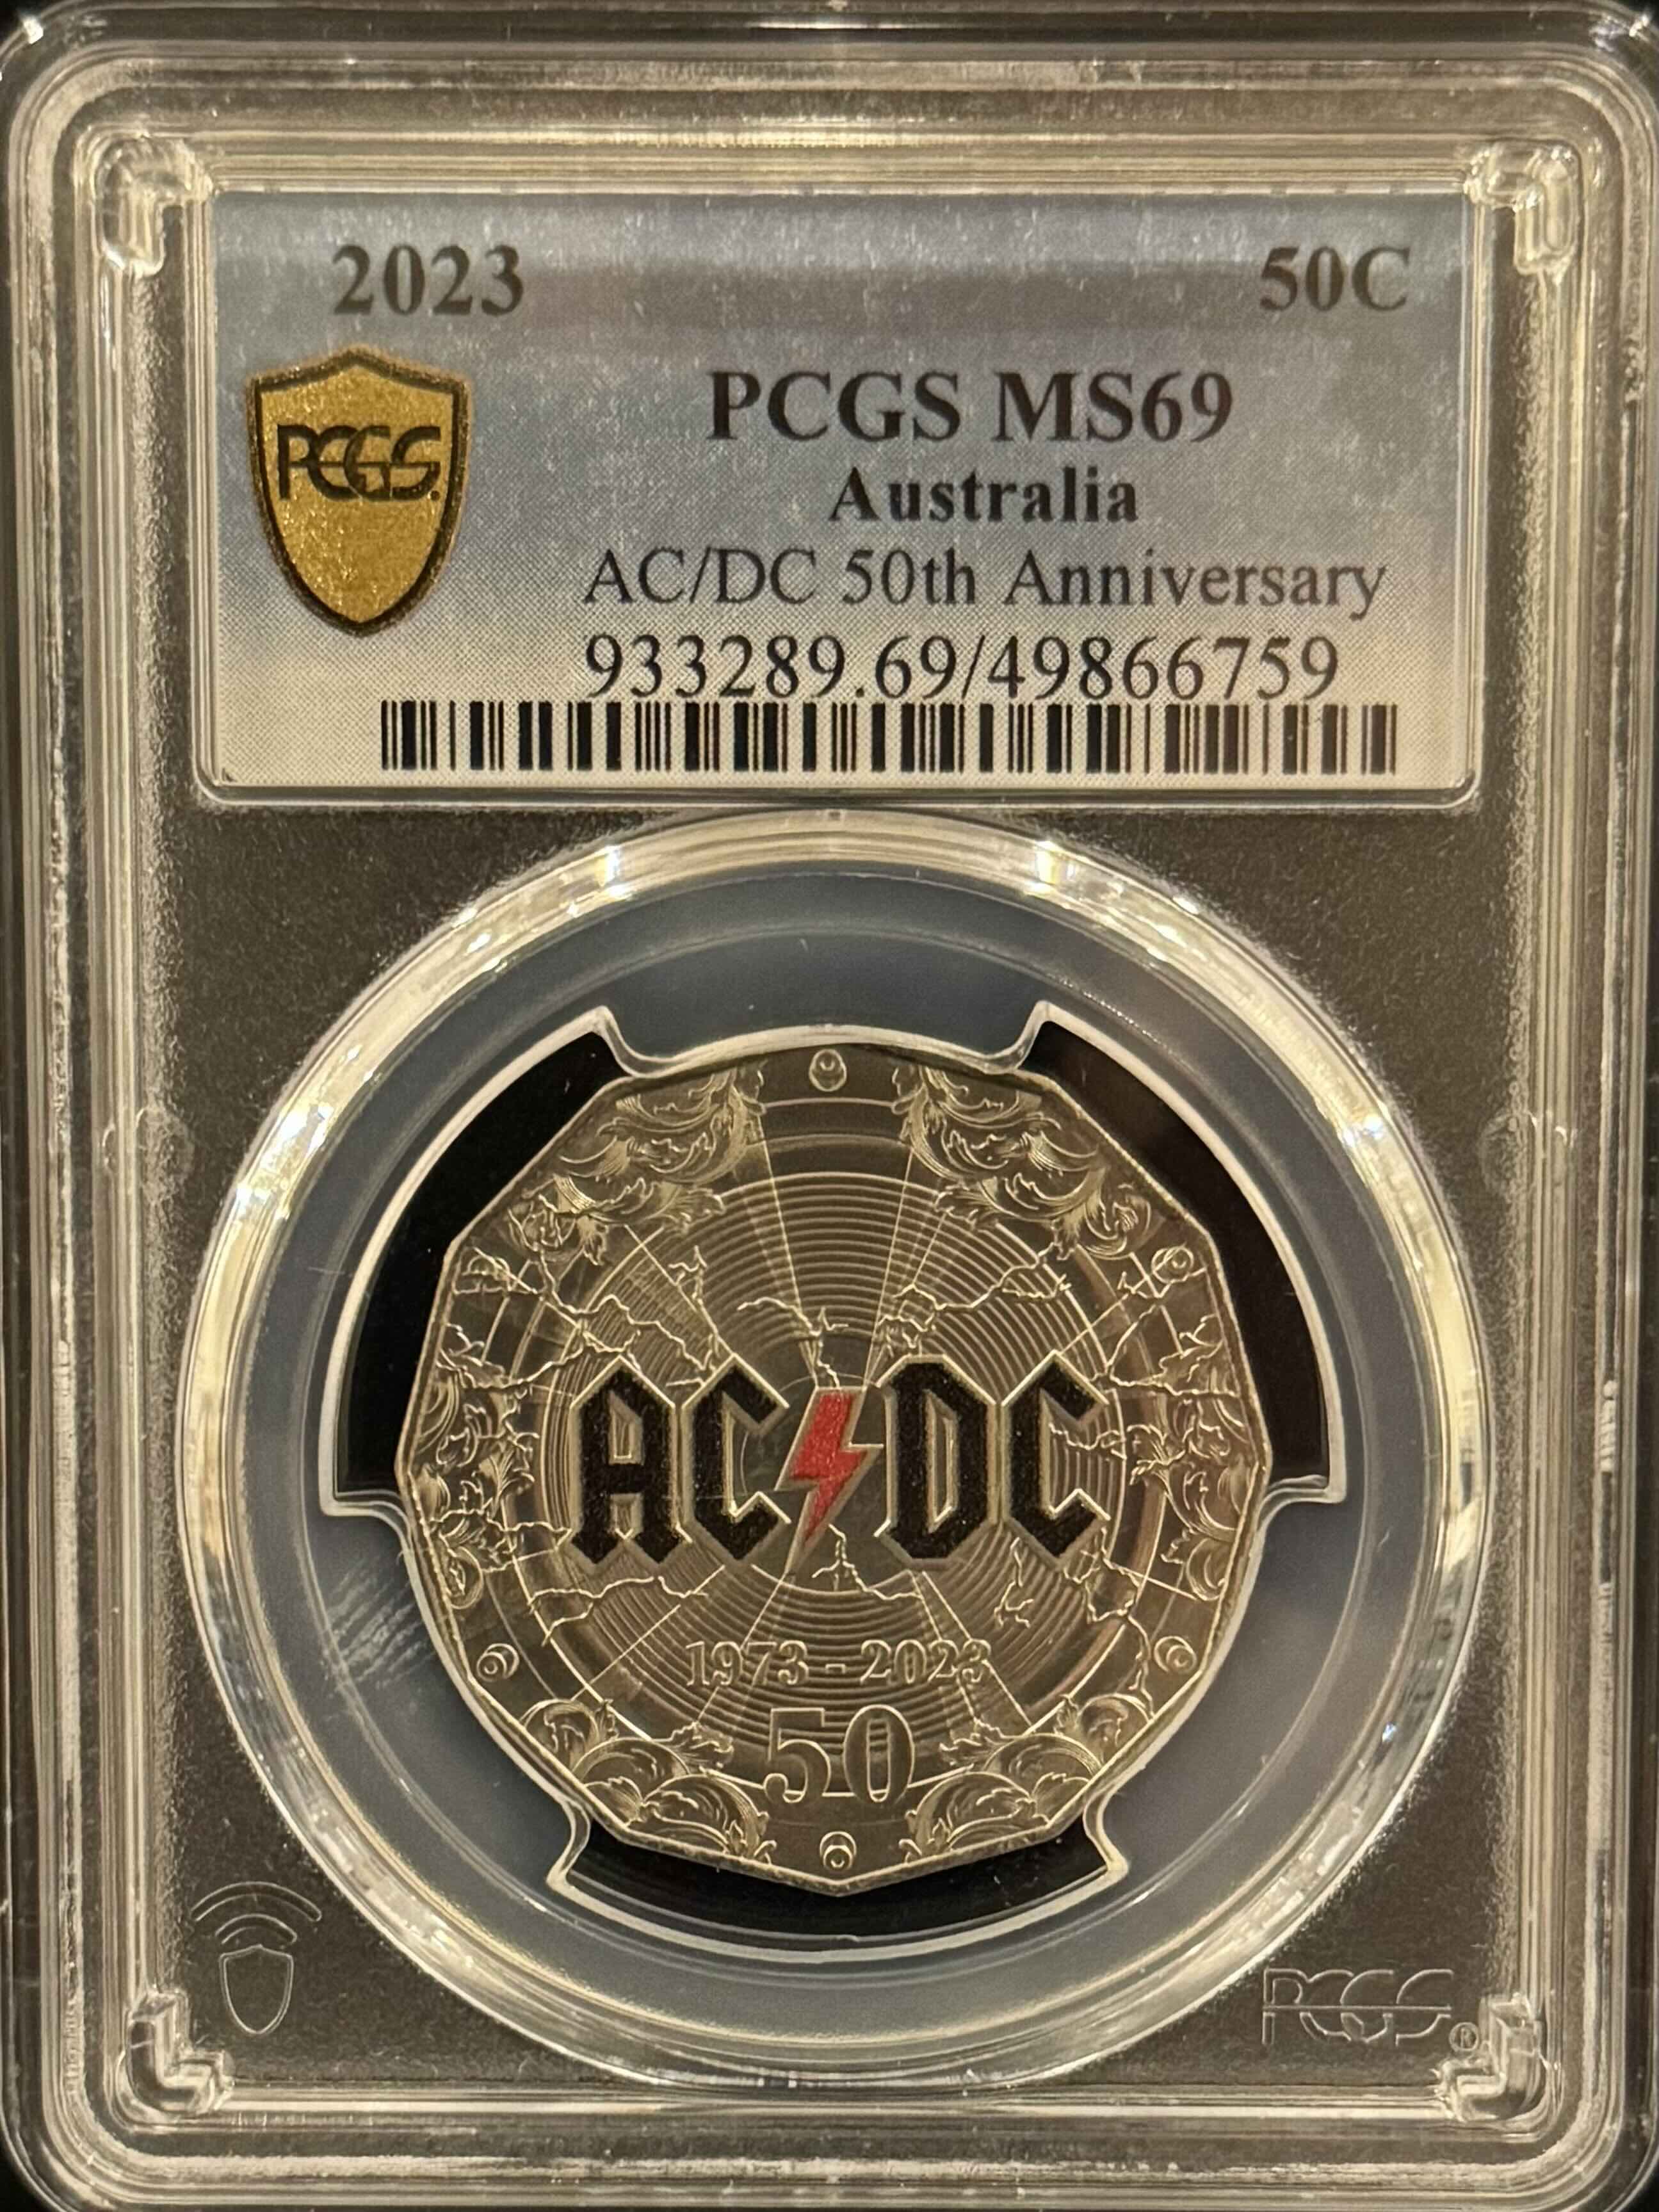 2023 50C
PCGS
PCGS MS69
Australia
AC/DC 50th Anniversary
933289.69/49866759
AC DC
1973 - 2023
50
PCGS®